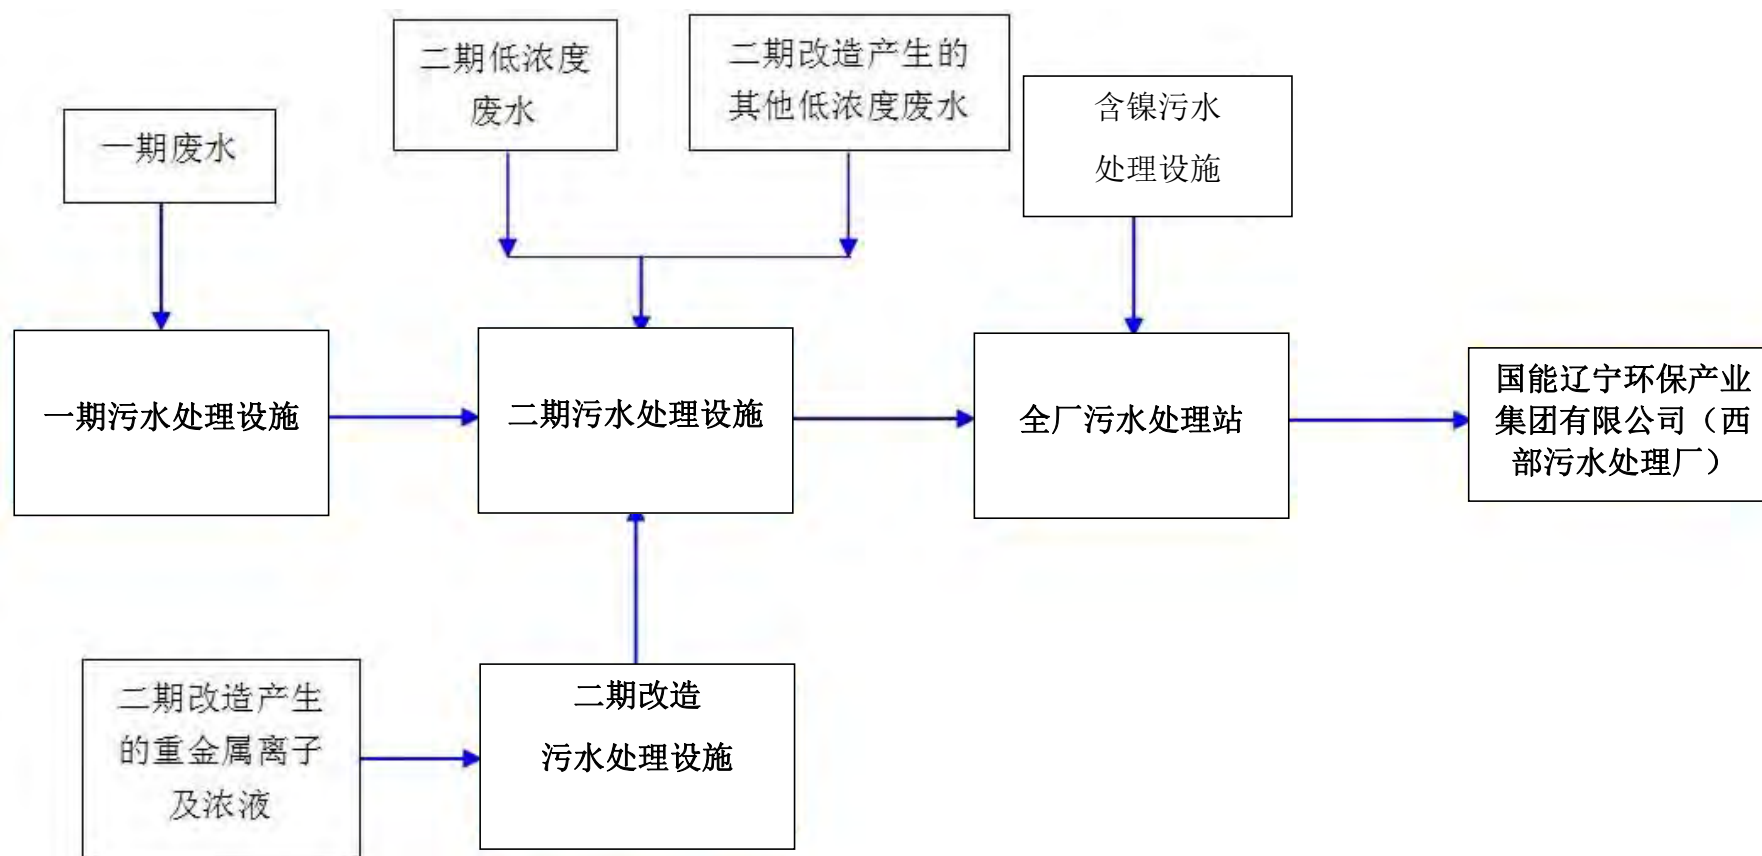 二期低浓度
废水
二期改造产生的
其他低浓度废水
含镍污水
处理设施
一期废水
一期污水处理设施
二期污水处理设施
全厂污水处理站
国能辽宁环保产业
集团有限公司（西
部污水处理厂）
二期改造产生
的重金属离子
及浓液
二期改造
污水处理设施